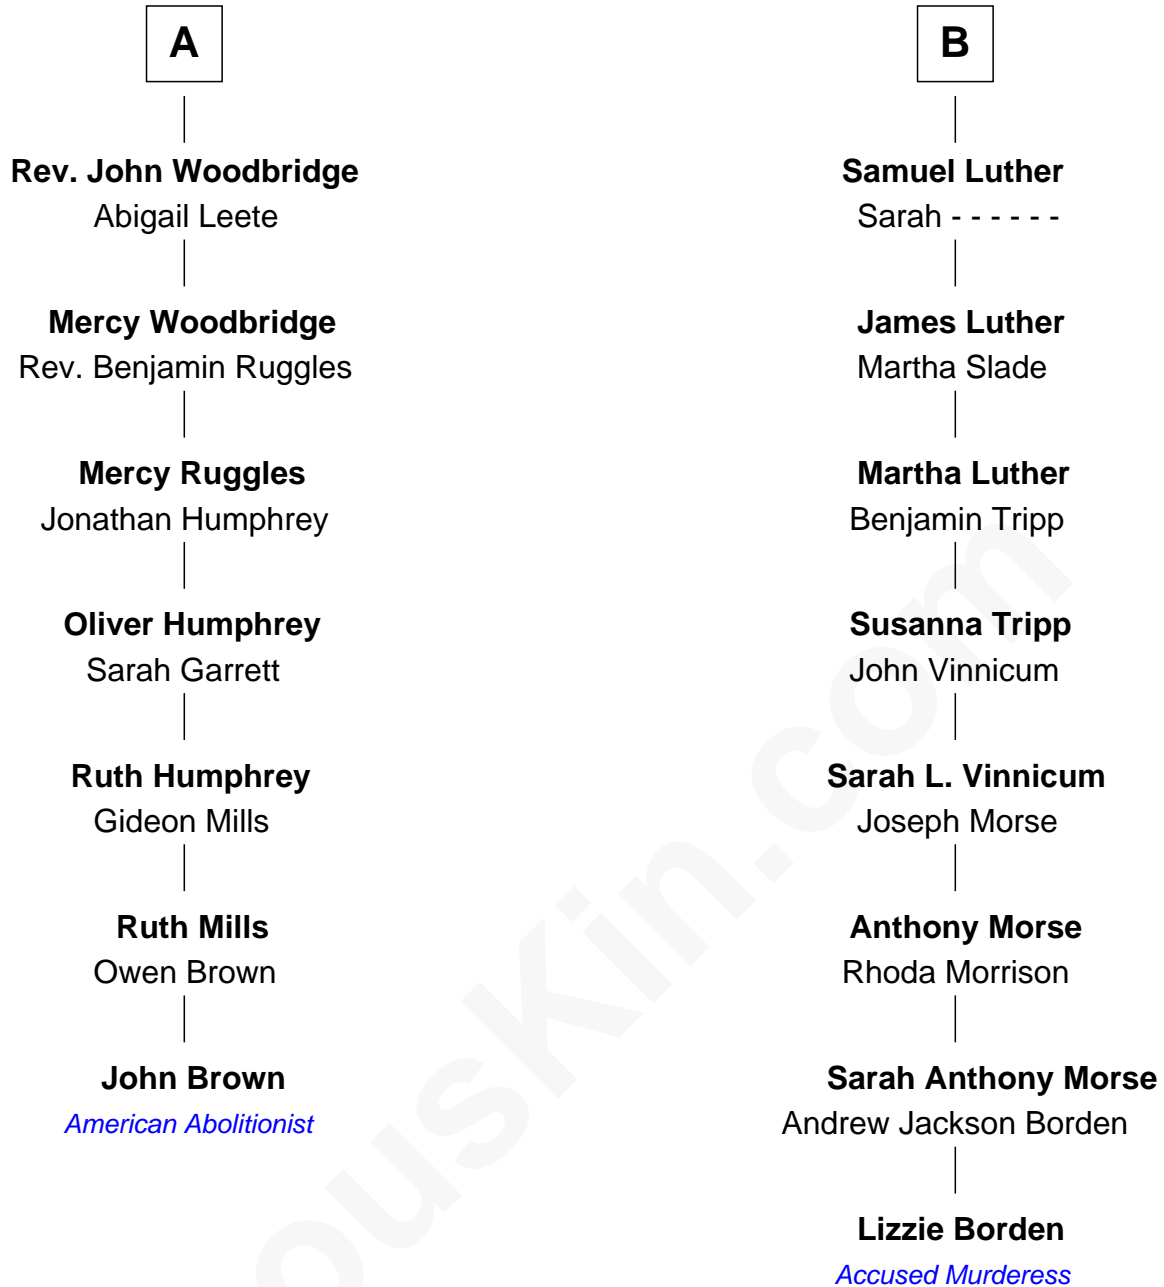 A
Rev. John Woodbridge
Abigail Leete
Mercy Woodbridge
Rev. Benjamin Ruggles
Mercy Ruggles
Jonathan Humphrey
Oliver Humphrey
Sarah Garrett
Ruth Humphrey
Gideon Mills
Ruth Mills
Owen Brown
John Brown
American Abolitionist
B
Samuel Luther
Sarah - - - - - -
James Luther
Martha Slade
Martha Luther
Benjamin Tripp
Susanna Tripp
John Vinnicum
Sarah L. Vinnicum
Joseph Morse
Anthony Morse
Rhoda Morrison
Sarah Anthony Morse
Andrew Jackson Borden
Lizzie Borden
Accused Murderess
ousKin.com